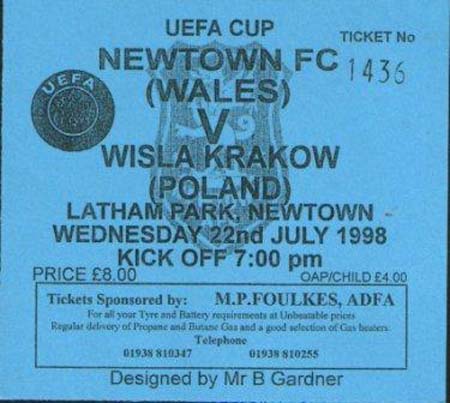 UEFA CUP
TICKET No
NEWTOWN FC
1436
UEFA
(WALES)
V
WISLA KRAKOW
(POLAND)
LATHAM PARK, NEWTOWN
WEDNESDAY 22nd JULY 1998
KICK OFF 7:00 pm
PRICE £8.00
OAP/CHILD £4.00
Tickets Sponsored by: M.P.FOULKES, ADFA
For all your Tyre and Battery requirements at Unbeatable prices
Regular delivery of Propane and Butane Gas and a good selection of Gas heaters.
Telephone
01938 810347 01938 810255
Designed by Mr B Gardner